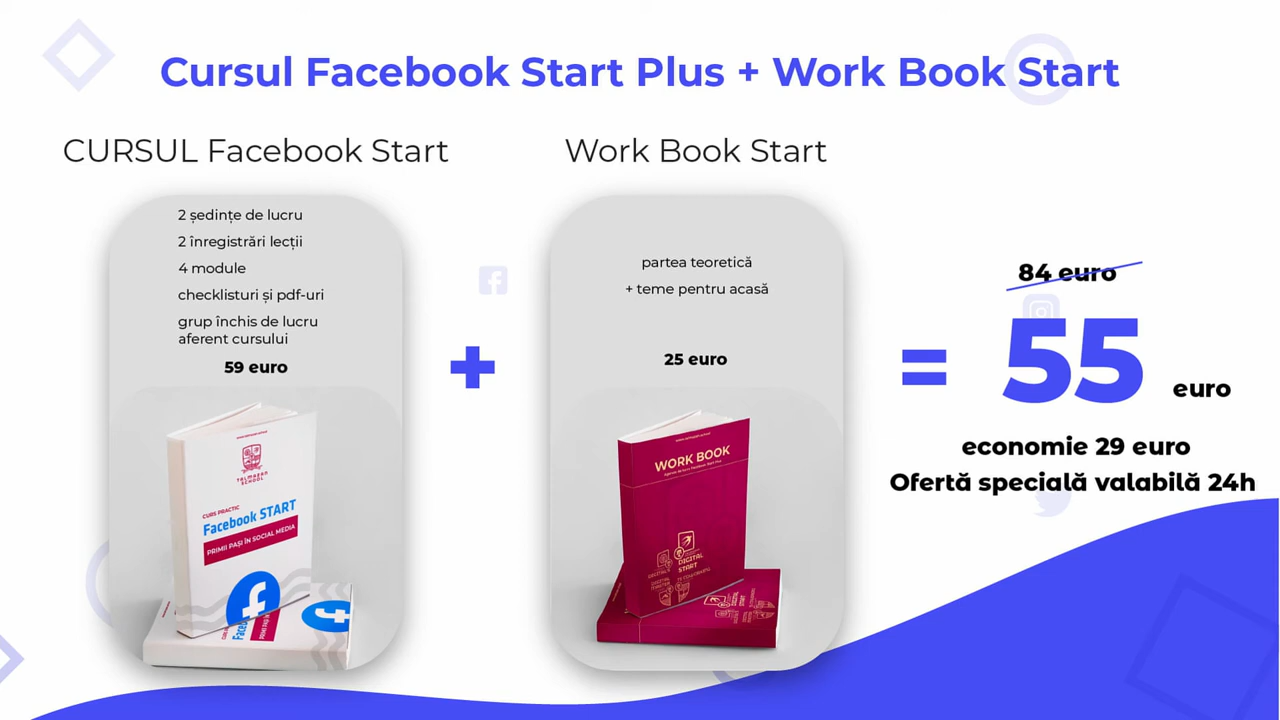 Cursul Facebook Start Plus + Work Book Start
CURSUL Facebook Start
Work Book Start
2 ședințe de lucru
2 înregistrări lecții
4 module
checklisturi și pdf-uri
grup închis de lucru
aferent cursului
59 euro
+
partea teoretică
+ teme pentru acasă
25 euro
=
84 euro
55 euro
economie 29 euro
Ofertă specială valabilă 24h
TALMAZAN
SCHOOL
CURS PRACTIC
Facebook START
PRIMII PAȘI ÎN SOCIAL MEDIA
WORK BOOK
DIGITAL
START